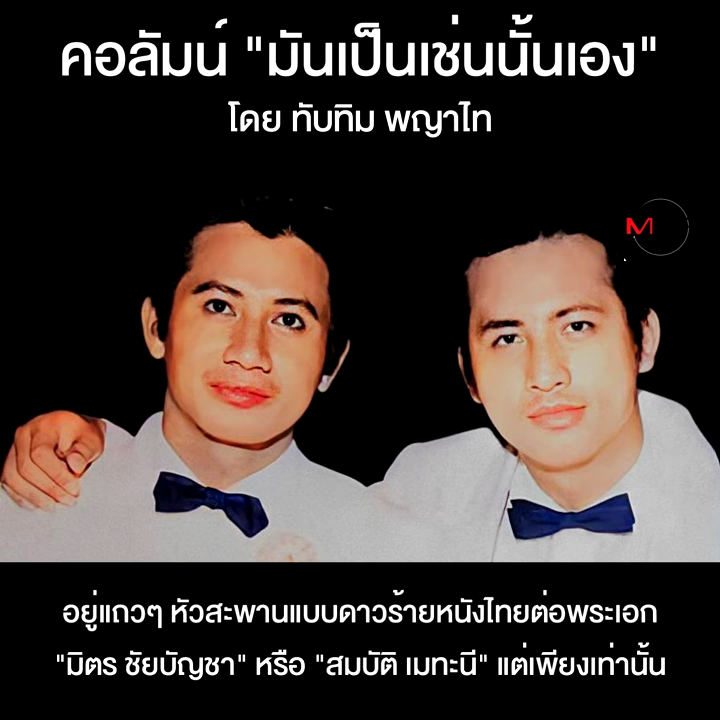 คอลัมน์ "มันเป็นเช่นนั้นเอง"
โดย ทับทิม พญาไท
M
อยู่แถวๆ หัวสะพานแบบดาวร้ายหนังไทยต่อพระเอก
"มิตร ชัยบัญชา" หรือ "สมบัติ เมทะนี" แต่เพียงเท่านั้น